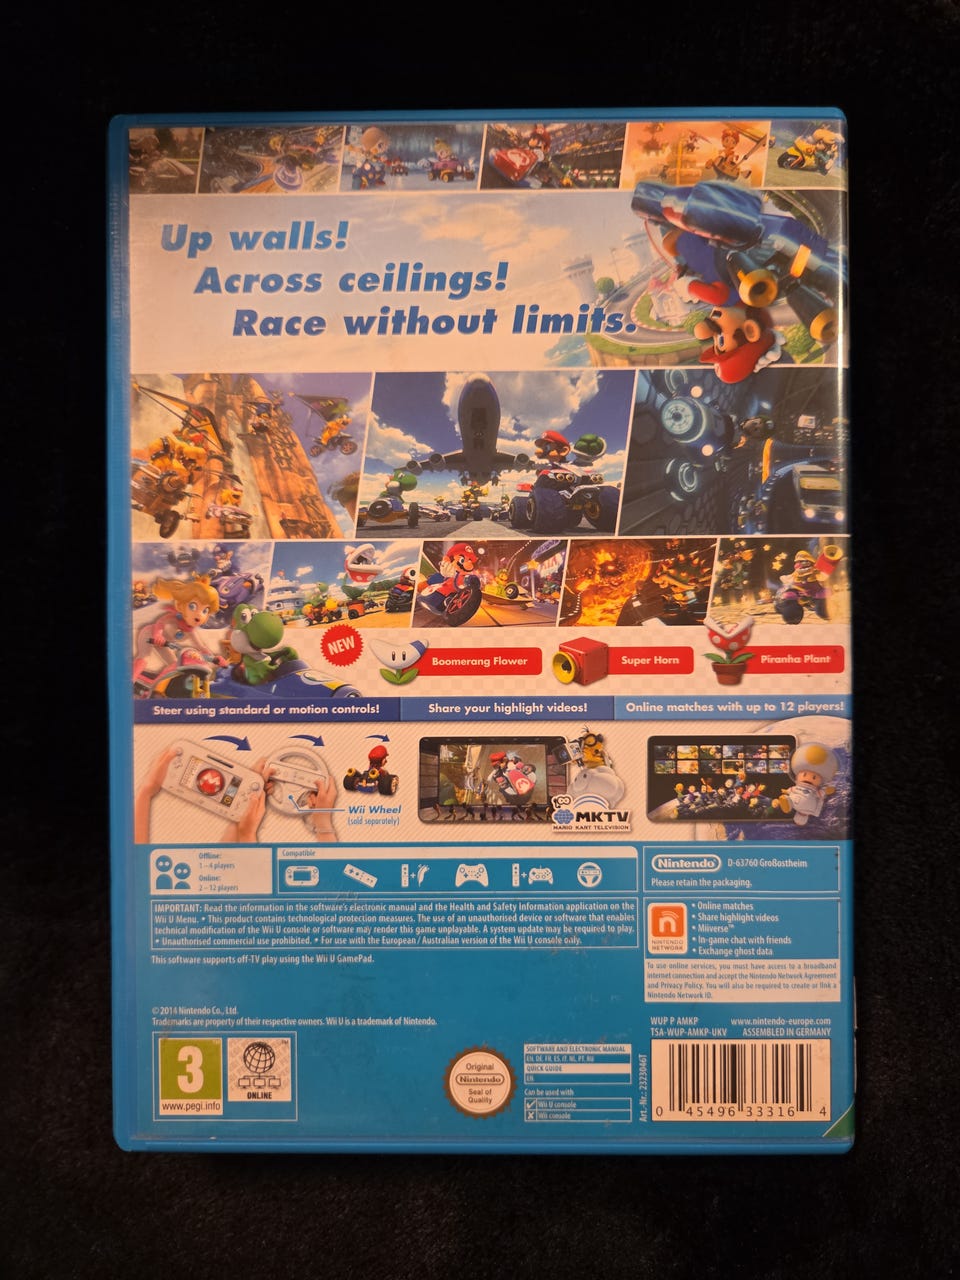 Up walls!
Across ceilings!
Race without limits.
NEW
Boomerang Flower
Super Horn
Piranha Plant
Steer using standard or motion controls!
Share your highlight videos!
Online matches with up to 12 players!
Wii Wheel
(sold separately)
MKTV
MARIO KART TELEVISION
Offline:
1–4 players
Online:
2–12 players
Compatible
Nintendo
D-63760 Großostheim
Please retain the packaging.
IMPORTANT: Read the information in the software's electronic manual and the Health and Safety Information application on the
Wii U Menu. • This product contains technological protection measures. The use of an unauthorised device or software that enables
technical modification of the Wii U console or software may render this game unplayable. A system update may be required to play.
• Unauthorised commercial use prohibited. • For use with the European / Australian version of the Wii U console only.
This software supports off-TV play using the Wii U GamePad.
NINTENDO
NETWORK
• Online matches
• Share highlight videos
• Miiverse™
• In-game chat with friends
• Exchange ghost data
To use online services, you must have access to a broadband
internet connection and accept the Nintendo Network Agreement
and Privacy Policy. You will also be required to create or link a
Nintendo Network ID.
© 2014 Nintendo Co., Ltd.
Trademarks are property of their respective owners. Wii U is a trademark of Nintendo.
WUP P AMKP
www.nintendo-europe.com
TSA-WUP-AMKP-UKV
ASSEMBLED IN GERMANY
3
www.pegi.info
ONLINE
Original
Nintendo
Seal of
Quality
SOFTWARE AND ELECTRONIC MANUAL
EN, DE, FR, ES, IT, NL, PT, RU
QUICK GUIDE
EN
Can be used with
Wii U console
Wii console
Art.-Nr.: 2323046T
0 45496 33316 4